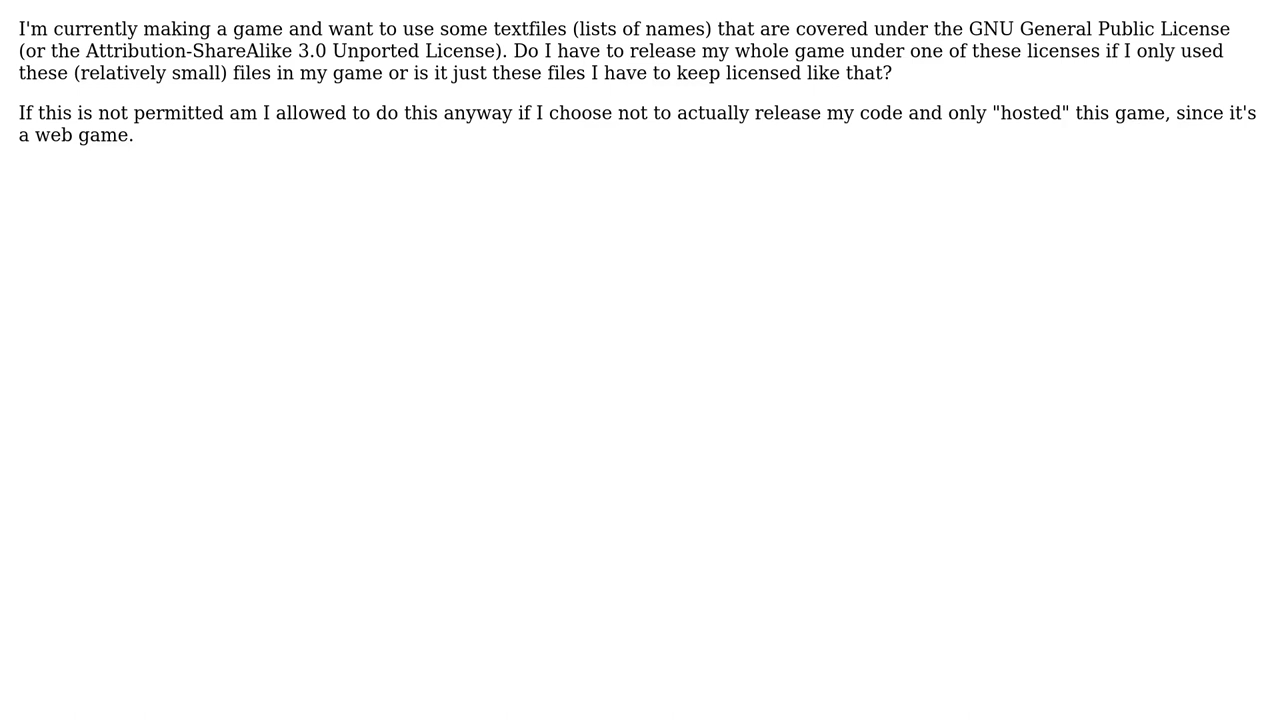 I'm currently making a game and want to use some textfiles (lists of names) that are covered under the GNU General Public License
(or the Attribution-ShareAlike 3.0 Unported License). Do I have to release my whole game under one of these licenses if I only used
these (relatively small) files in my game or is it just these files I have to keep licensed like that?
If this is not permitted am I allowed to do this anyway if I choose not to actually release my code and only "hosted" this game, since it's
a web game.